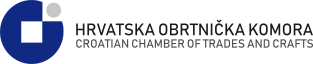 HRVATSKA OBRTNIČKA KOMORA
CROATIAN CHAMBER OF TRADES AND CRAFTS